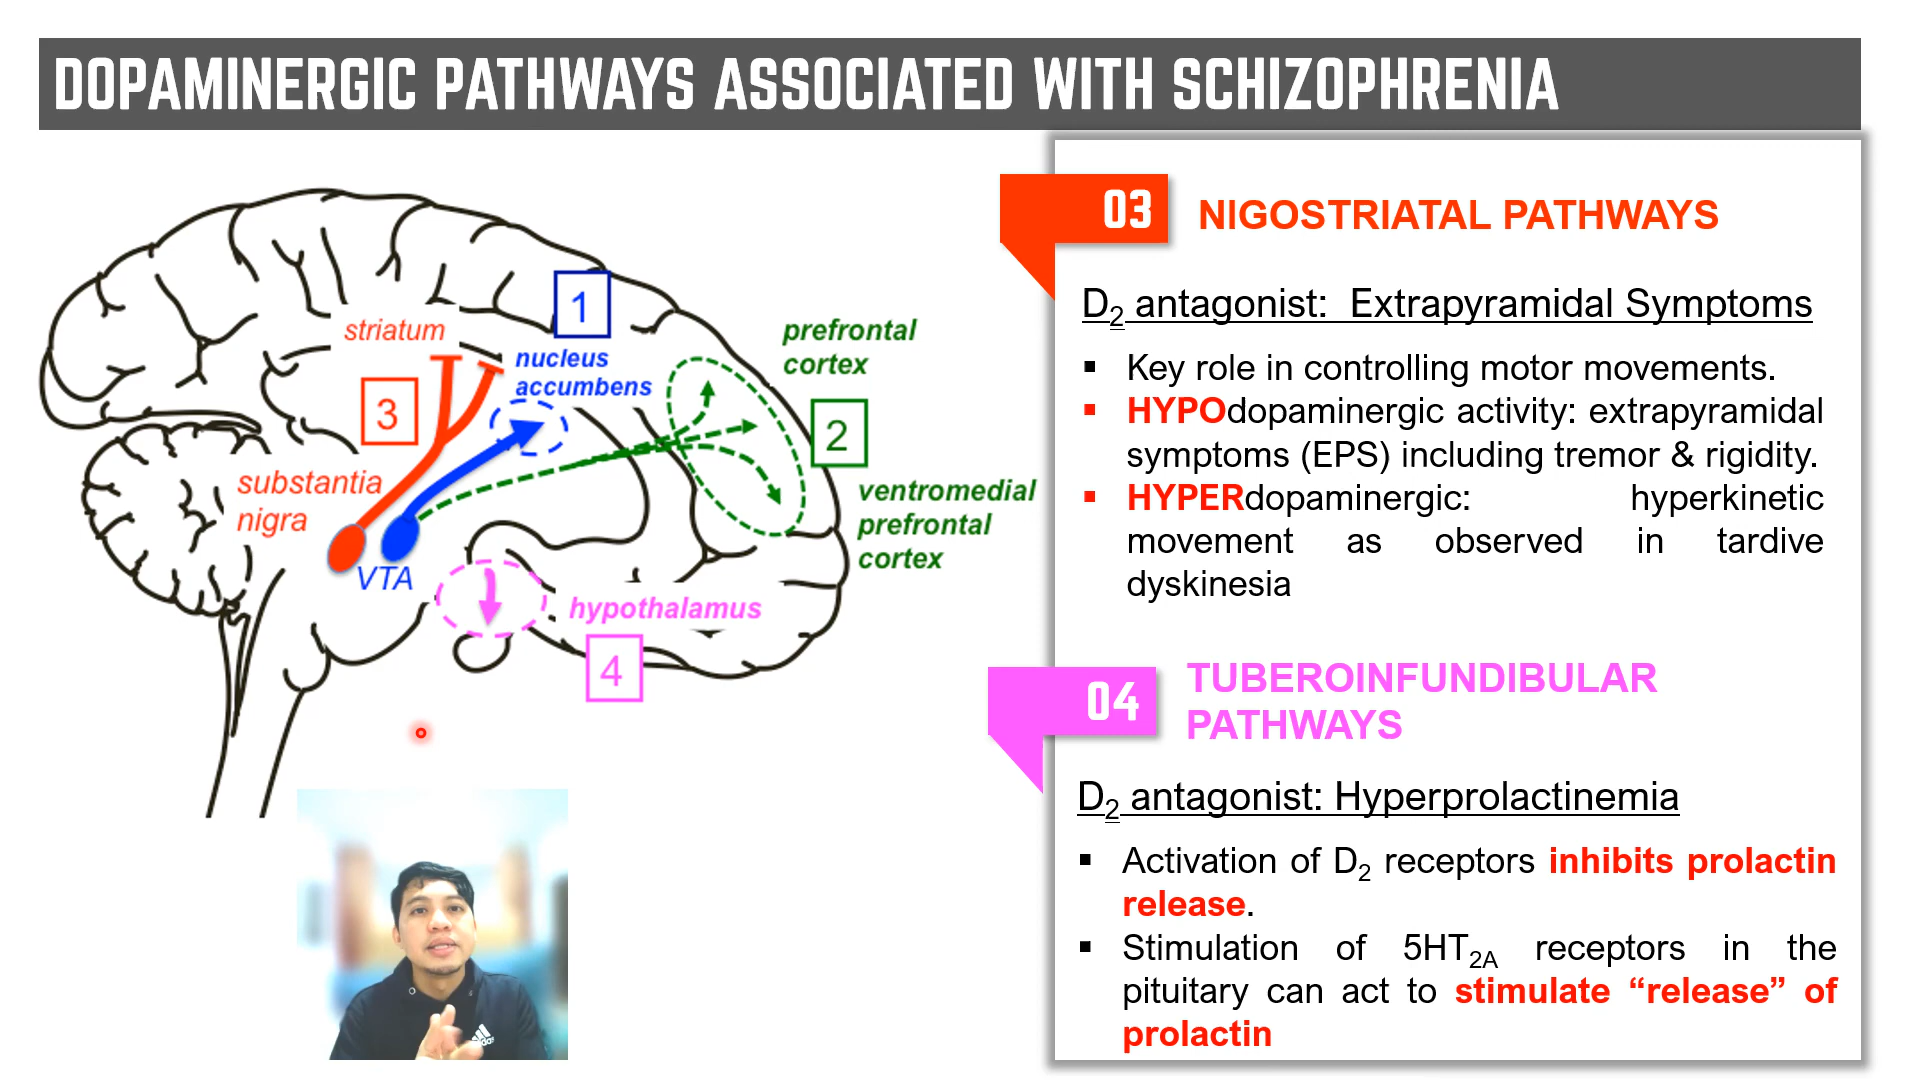 DOPAMINERGIC PATHWAYS ASSOCIATED WITH SCHIZOPHRENIA
1
striatum
nucleus
accumbens
3
substantia
nigra
VTA
prefrontal
cortex
2
ventromedial
prefrontal
cortex
hypothalamus
4
03
NIGOSTRIATAL PATHWAYS
D2 antagonist: Extrapyramidal Symptoms
▪ Key role in controlling motor movements.
▪ HYPOdopaminergic activity: extrapyramidal
symptoms (EPS) including tremor & rigidity.
▪ HYPERdopaminergic: hyperkinetic
movement as observed in tardive
dyskinesia
04
TUBEROINFUNDIBULAR
PATHWAYS
D2 antagonist: Hyperprolactinemia
▪ Activation of D2 receptors inhibits prolactin
release.
▪ Stimulation of 5HT2A receptors in the
pituitary can act to stimulate “release” of
prolactin
adidas